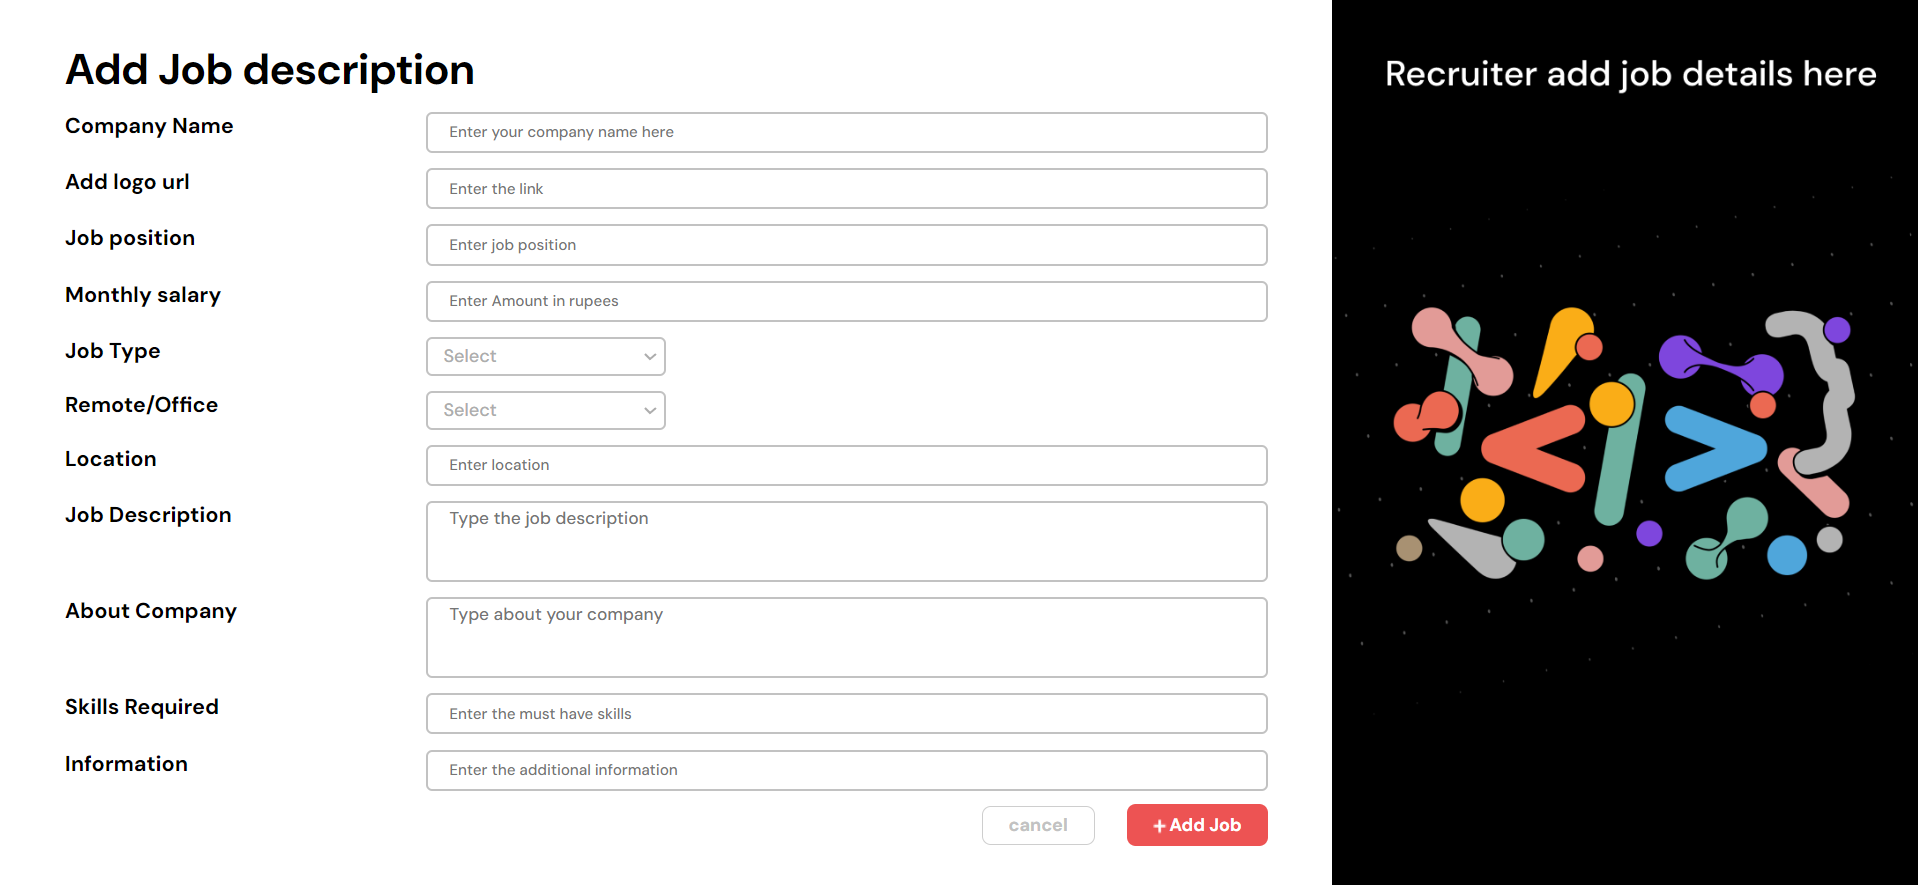 Add Job description
Company Name
Enter your company name here
Add logo url
Enter the link
Job position
Enter job position
Monthly salary
Enter Amount in rupees
Job Type
Select
Remote/Office
Select
Location
Enter location
Job Description
Type the job description
About Company
Type about your company
Skills Required
Enter the must have skills
Information
Enter the additional information
cancel
+ Add Job
Recruiter add job details here